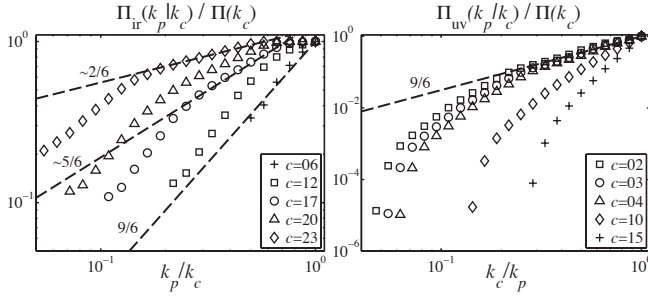 Π_ir(k_p|k_c) / Π(k_c)
10^0
10^-1
~2/6
~5/6
9/6
+ c=06
□ c=12
○ c=17
△ c=20
◇ c=23
10^-1
10^0
k_p/k_c
Π_uv(k_p|k_c) / Π(k_c)
10^0
10^-2
10^-4
10^-6
9/6
□ c=02
○ c=03
△ c=04
◇ c=10
+ c=15
10^-1
10^0
k_c/k_p